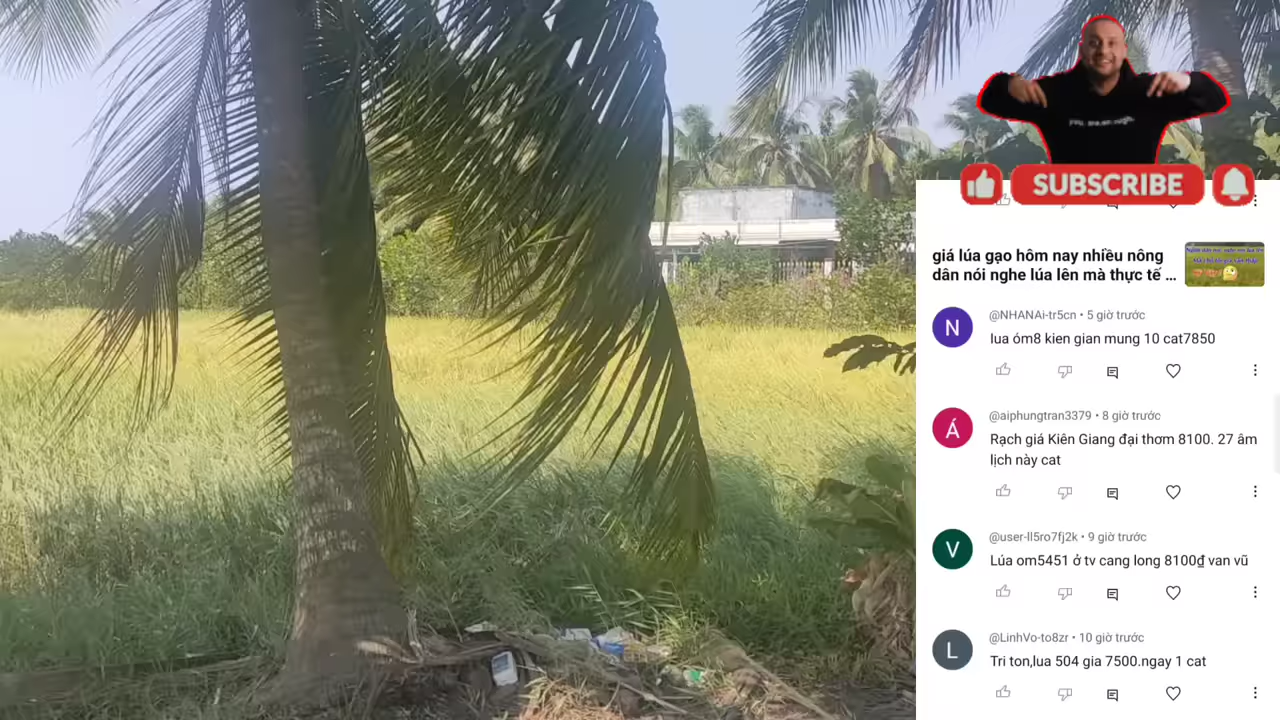 SUBSCRIBE
giá lúa gạo hôm nay nhiều nông
dân nói nghe lúa lên mà thực tế ...
@NHANAi-tr5cn • 5 giờ trước
N
lua óm8 kien gian mung 10 cat7850
@aiphungtran3379 • 8 giờ trước
Á
Rạch giá Kiên Giang đại thơm 8100. 27 âm
lịch này cat
@user-ll5ro7fj2k • 9 giờ trước
V
Lúa om5451 ở tv cang long 8100₫ van vũ
@LinhVo-to8zr • 10 giờ trước
L
Tri ton,lua 504 gia 7500.ngay 1 cat